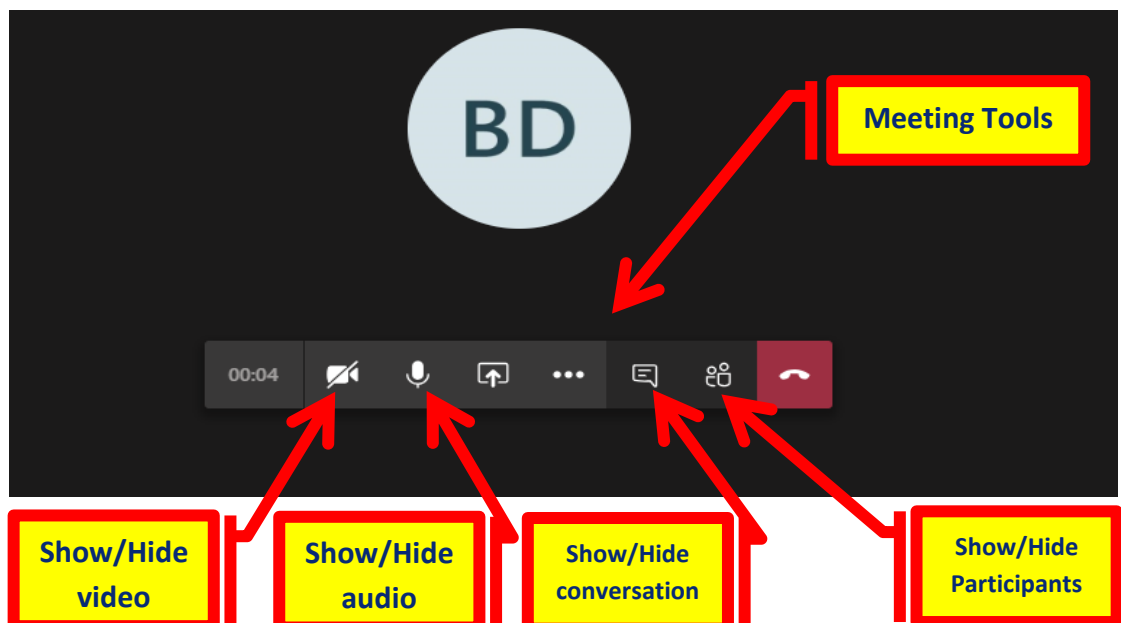 BD
Meeting Tools
00:04
Show/Hide
video
Show/Hide
audio
Show/Hide
conversation
Show/Hide
Participants